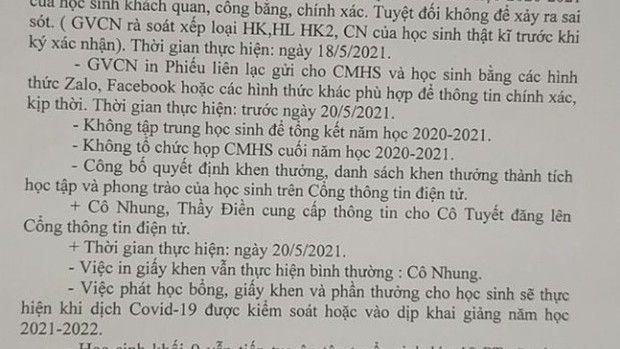 của học sinh khách quan, công bằng, chính xác. Tuyệt đối không để xảy ra sai
sót. ( GVCN rà soát xếp loại HK,HL HK2, CN của học sinh thật kĩ trước khi
ký xác nhận). Thời gian thực hiện: ngày 18/5/2021.
- GVCN in Phiếu liên lạc gửi cho CMHS và học sinh bằng các hình
thức Zalo, Facebook hoặc các hình thức khác phù hợp để thông tin chính xác,
kịp thời. Thời gian thực hiện: trước ngày 20/5/2021.
- Không tập trung học sinh để tổng kết năm học 2020-2021.
- Không tổ chức họp CMHS cuối năm học 2020-2021.
- Công bố quyết định khen thưởng, danh sách khen thưởng thành tích
học tập và phong trào của học sinh trên Cổng thông tin điện tử.
+ Cô Nhung, Thầy Điền cung cấp thông tin cho Cô Tuyết đăng lên
Cổng thông tin điện tử.
+ Thời gian thực hiện: ngày 20/5/2021.
- Việc in giấy khen vẫn thực hiện bình thường : Cô Nhung.
- Việc phát học bổng, giấy khen và phần thưởng cho học sinh sẽ thực
hiện khi dịch Covid-19 được kiểm soát hoặc vào dịp khai giảng năm học
2021-2022.